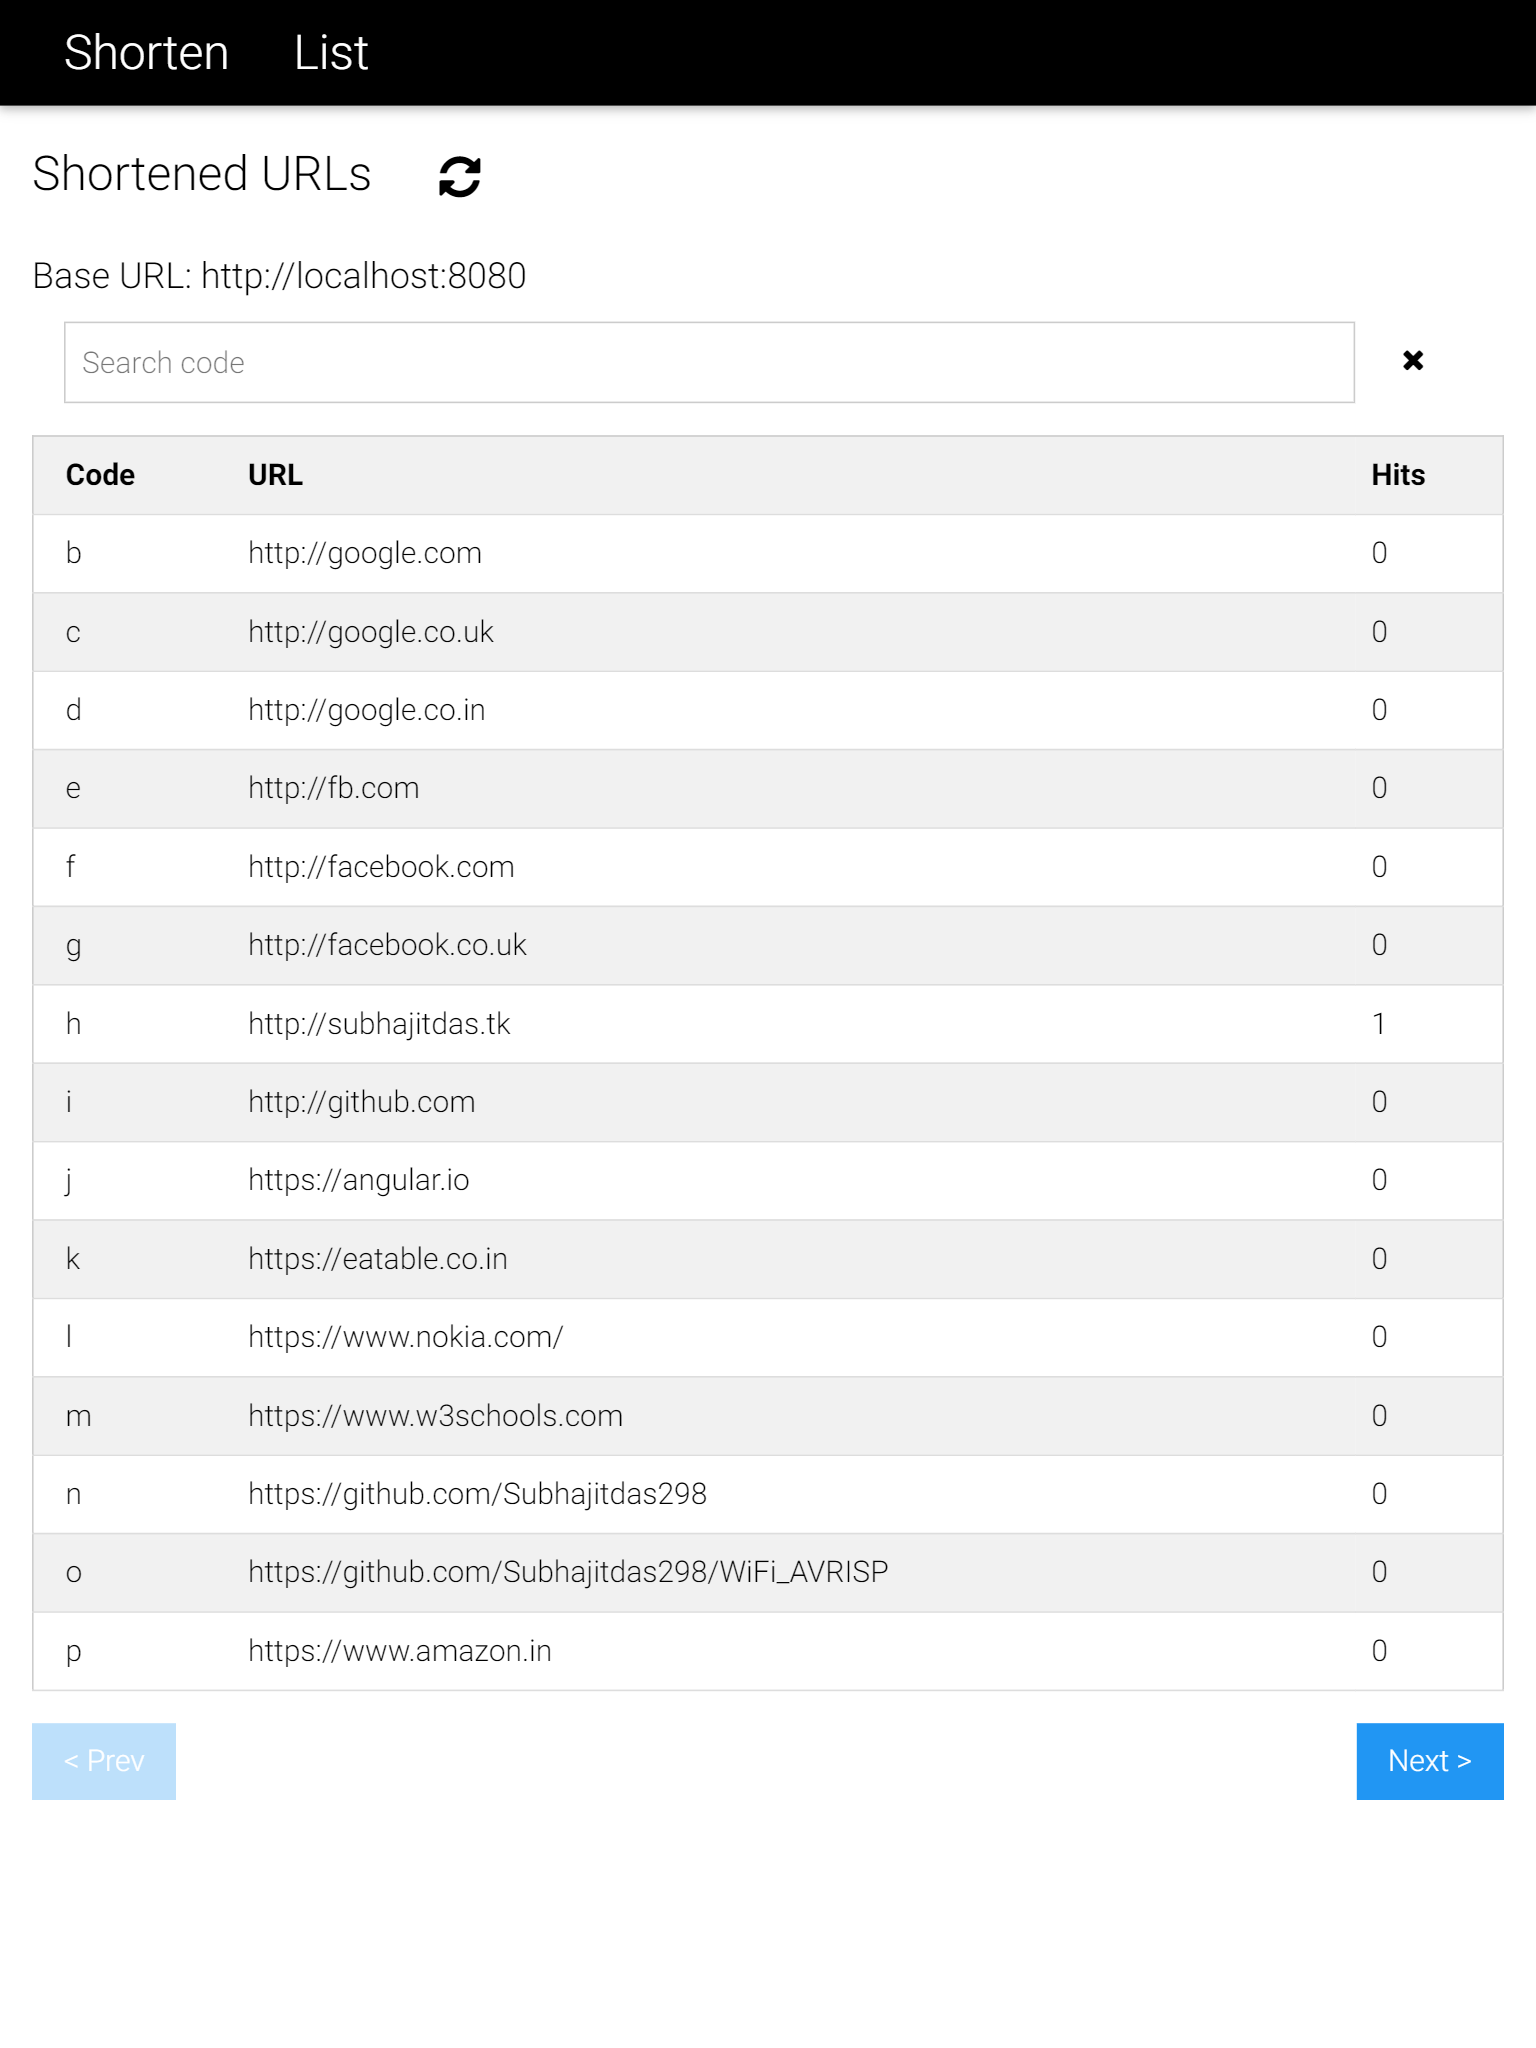 Shorten List
Shortened URLs
Base URL: http://localhost:8080
Search code
Code URL Hits
b http://google.com 0
c http://google.co.uk 0
d http://google.co.in 0
e http://fb.com 0
f http://facebook.com 0
g http://facebook.co.uk 0
h http://subhajitdas.tk 1
i http://github.com 0
j https://angular.io 0
k https://eatable.co.in 0
l https://www.nokia.com/ 0
m https://www.w3schools.com 0
n https://github.com/Subhajitdas298 0
o https://github.com/Subhajitdas298/WiFi_AVRISP 0
p https://www.amazon.in 0
< Prev Next >